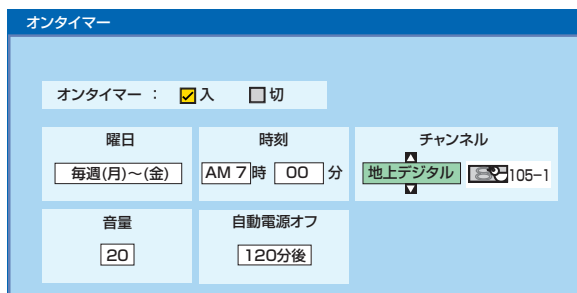 オンタイマー
オンタイマー : 入 切
曜日
毎週(月)～(金)
時刻
AM 7時 00 分
チャンネル
地上デジタル 105-1
音量
20
自動電源オフ
120分後